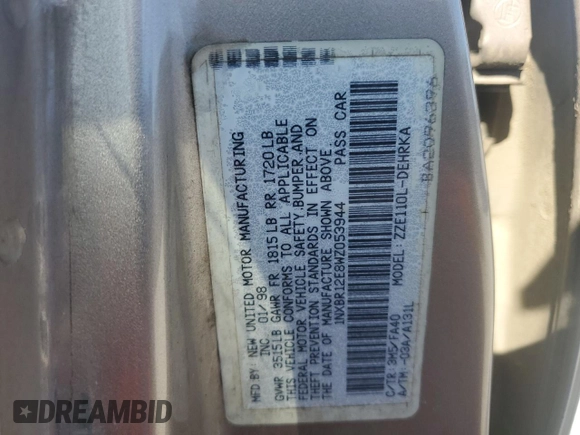 MFD BY: NEW UNITED MOTOR MANUFACTURING
INC. 01/98
GVWR 3515LB GAWR FR 1815LB RR 1720LB
THIS VEHICLE CONFORMS TO ALL APPLICABLE
FEDERAL MOTOR VEHICLE SAFETY,BUMPER,AND
THEFT PREVENTION STANDARDS IN EFFECT ON
THE DATE OF MANUFACTURE SHOWN ABOVE.
1NXBR12E8WZ053944 PASS CAR
MODEL: ZZE110L-DEHRKA
C/TR 3M5/FA40
A/TM -03A/A131L
BA2096396
DREAMBID